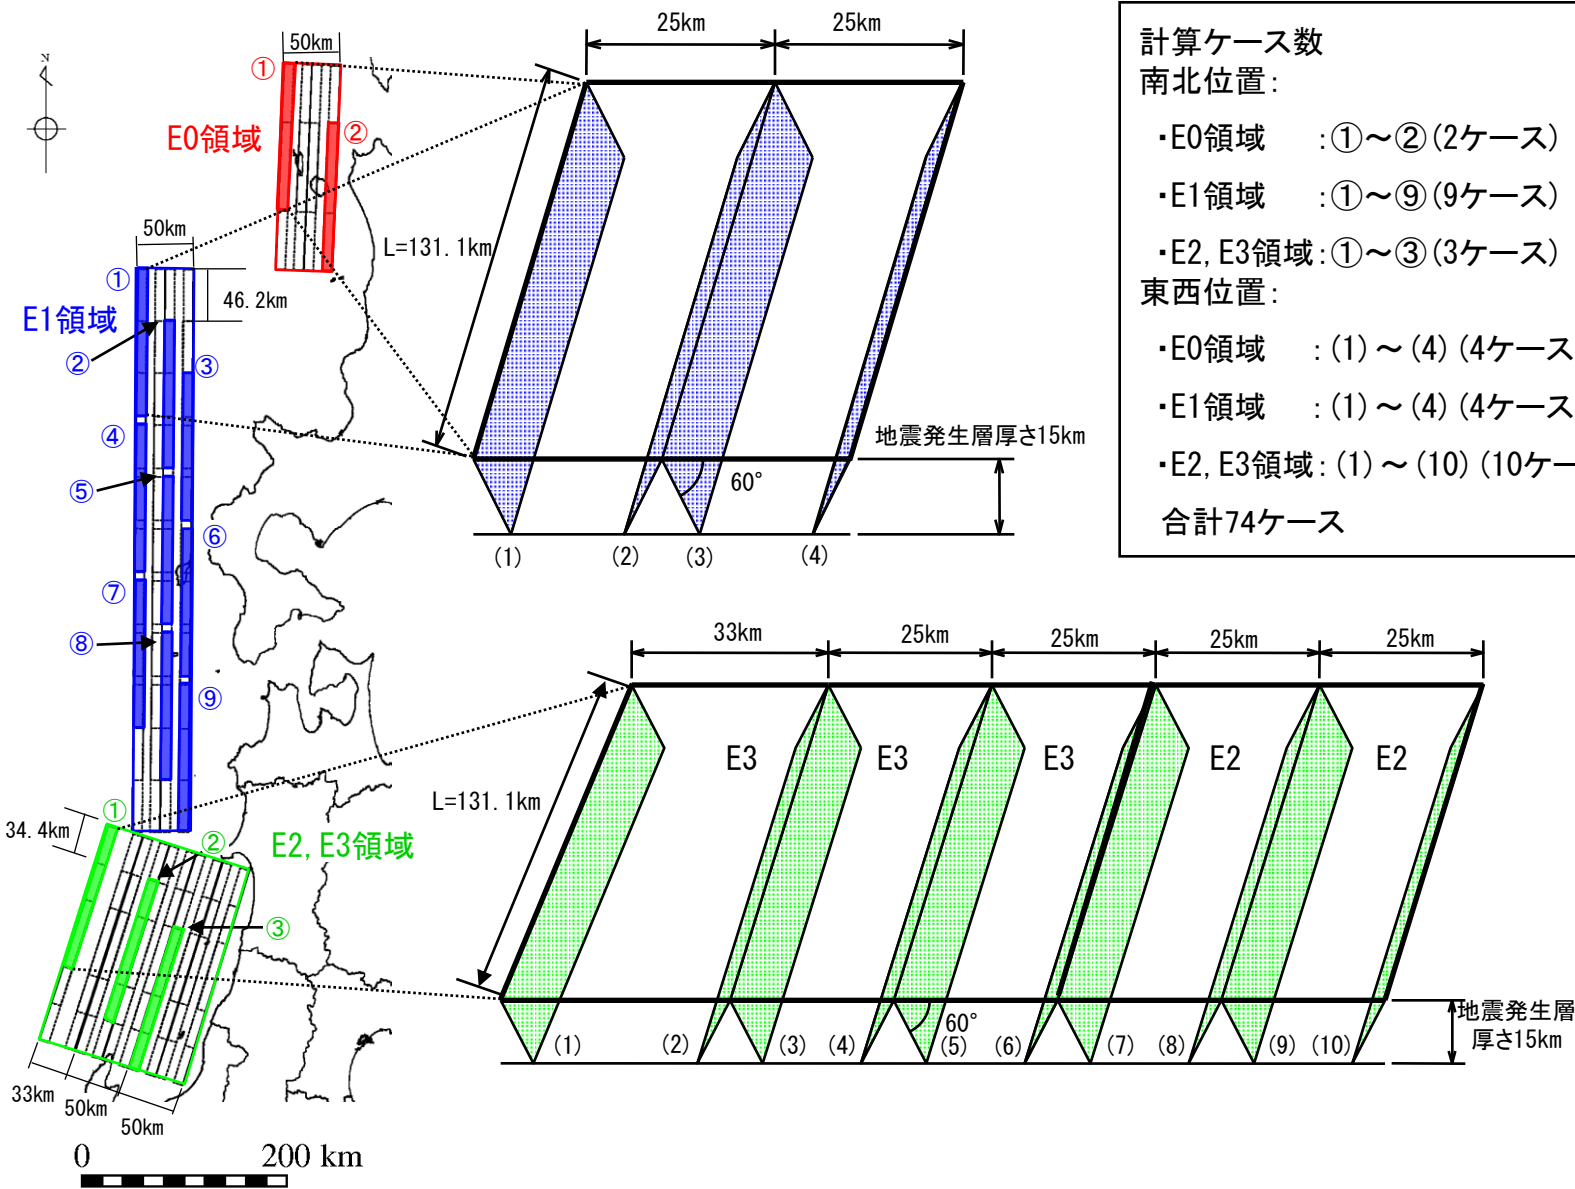 N
50km
①
E0領域
②
50km
①
46.2km
E1領域
②
③
④
⑤
⑥
⑦
⑧
⑨
34.4km
①
②
E2,E3領域
③
33km
50km
50km
0 200 km
25km 25km
L=131.1km
地震発生層厚さ15km
60°
(1) (2) (3) (4)
33km 25km 25km 25km 25km
E3 E3 E3 E2 E2
L=131.1km
60°
(1) (2) (3) (4) (5) (6) (7) (8) (9) (10)
地震発生層
厚さ15km
計算ケース数
南北位置:
・E0領域 :①～②(2ケース)
・E1領域 :①～⑨(9ケース)
・E2,E3領域:①～③(3ケース)
東西位置:
・E0領域 :(1)～(4)(4ケース
・E1領域 :(1)～(4)(4ケース
・E2,E3領域:(1)～(10)(10ケー
合計74ケース